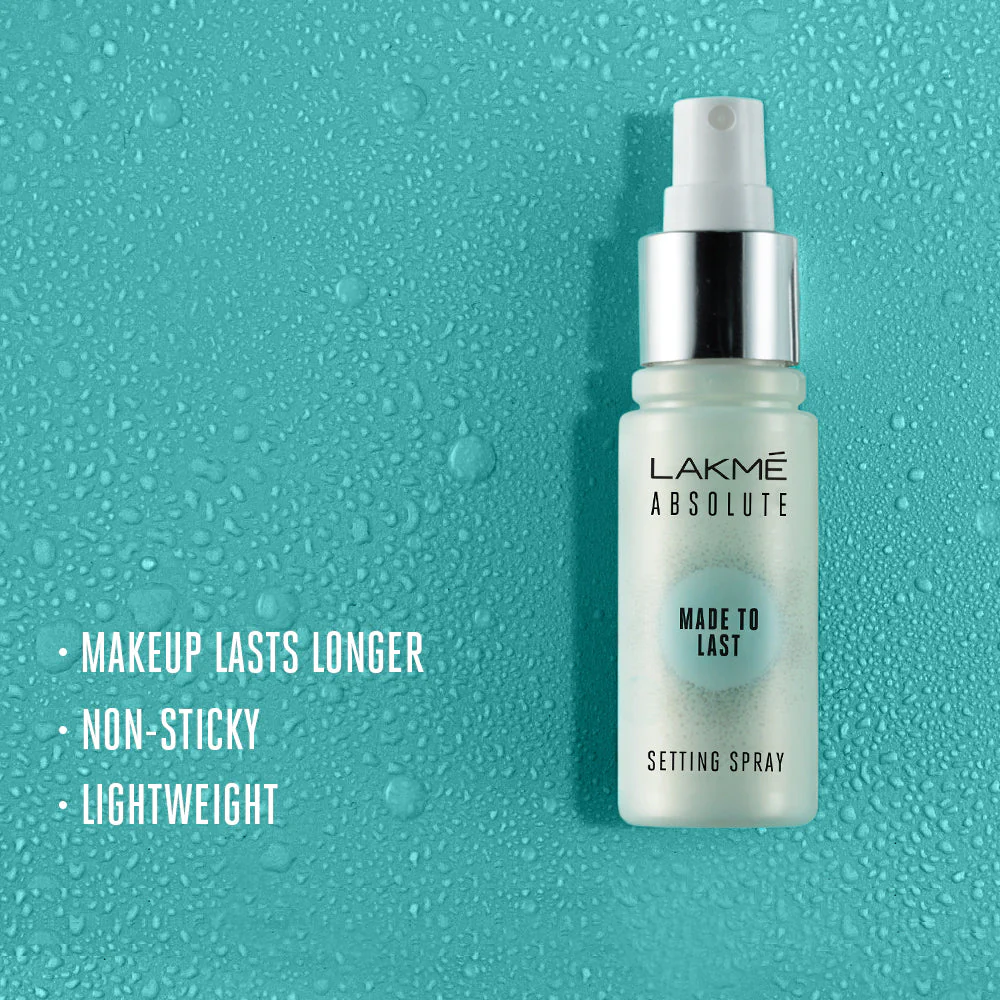 LAKMÉ
ABSOLUTE
MADE TO
LAST
SETTING SPRAY
• MAKEUP LASTS LONGER
• NON-STICKY
• LIGHTWEIGHT